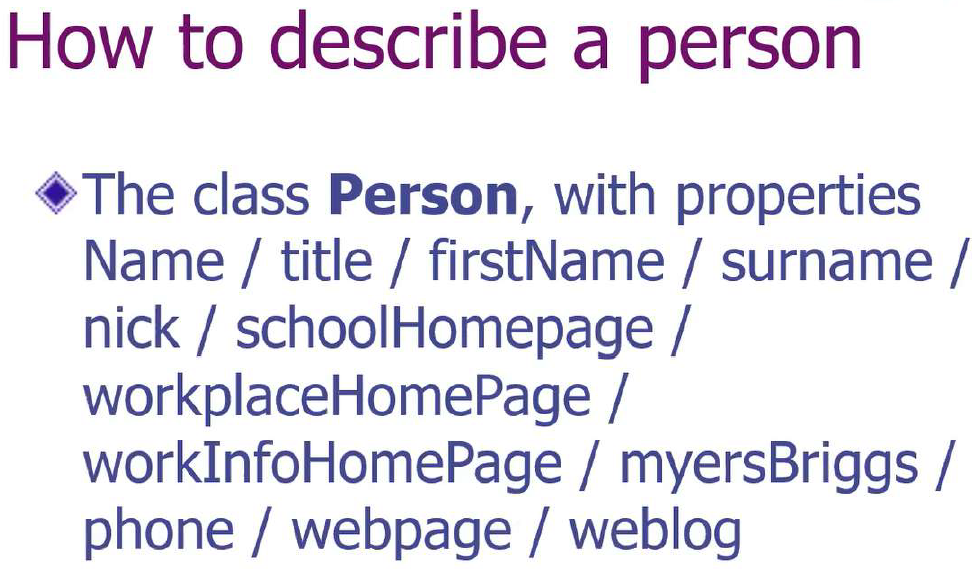 How to describe a person
The class Person, with properties
Name / title / firstName / surname /
nick / schoolHomepage /
workplaceHomePage /
workInfoHomePage / myersBriggs /
phone / webpage / weblog